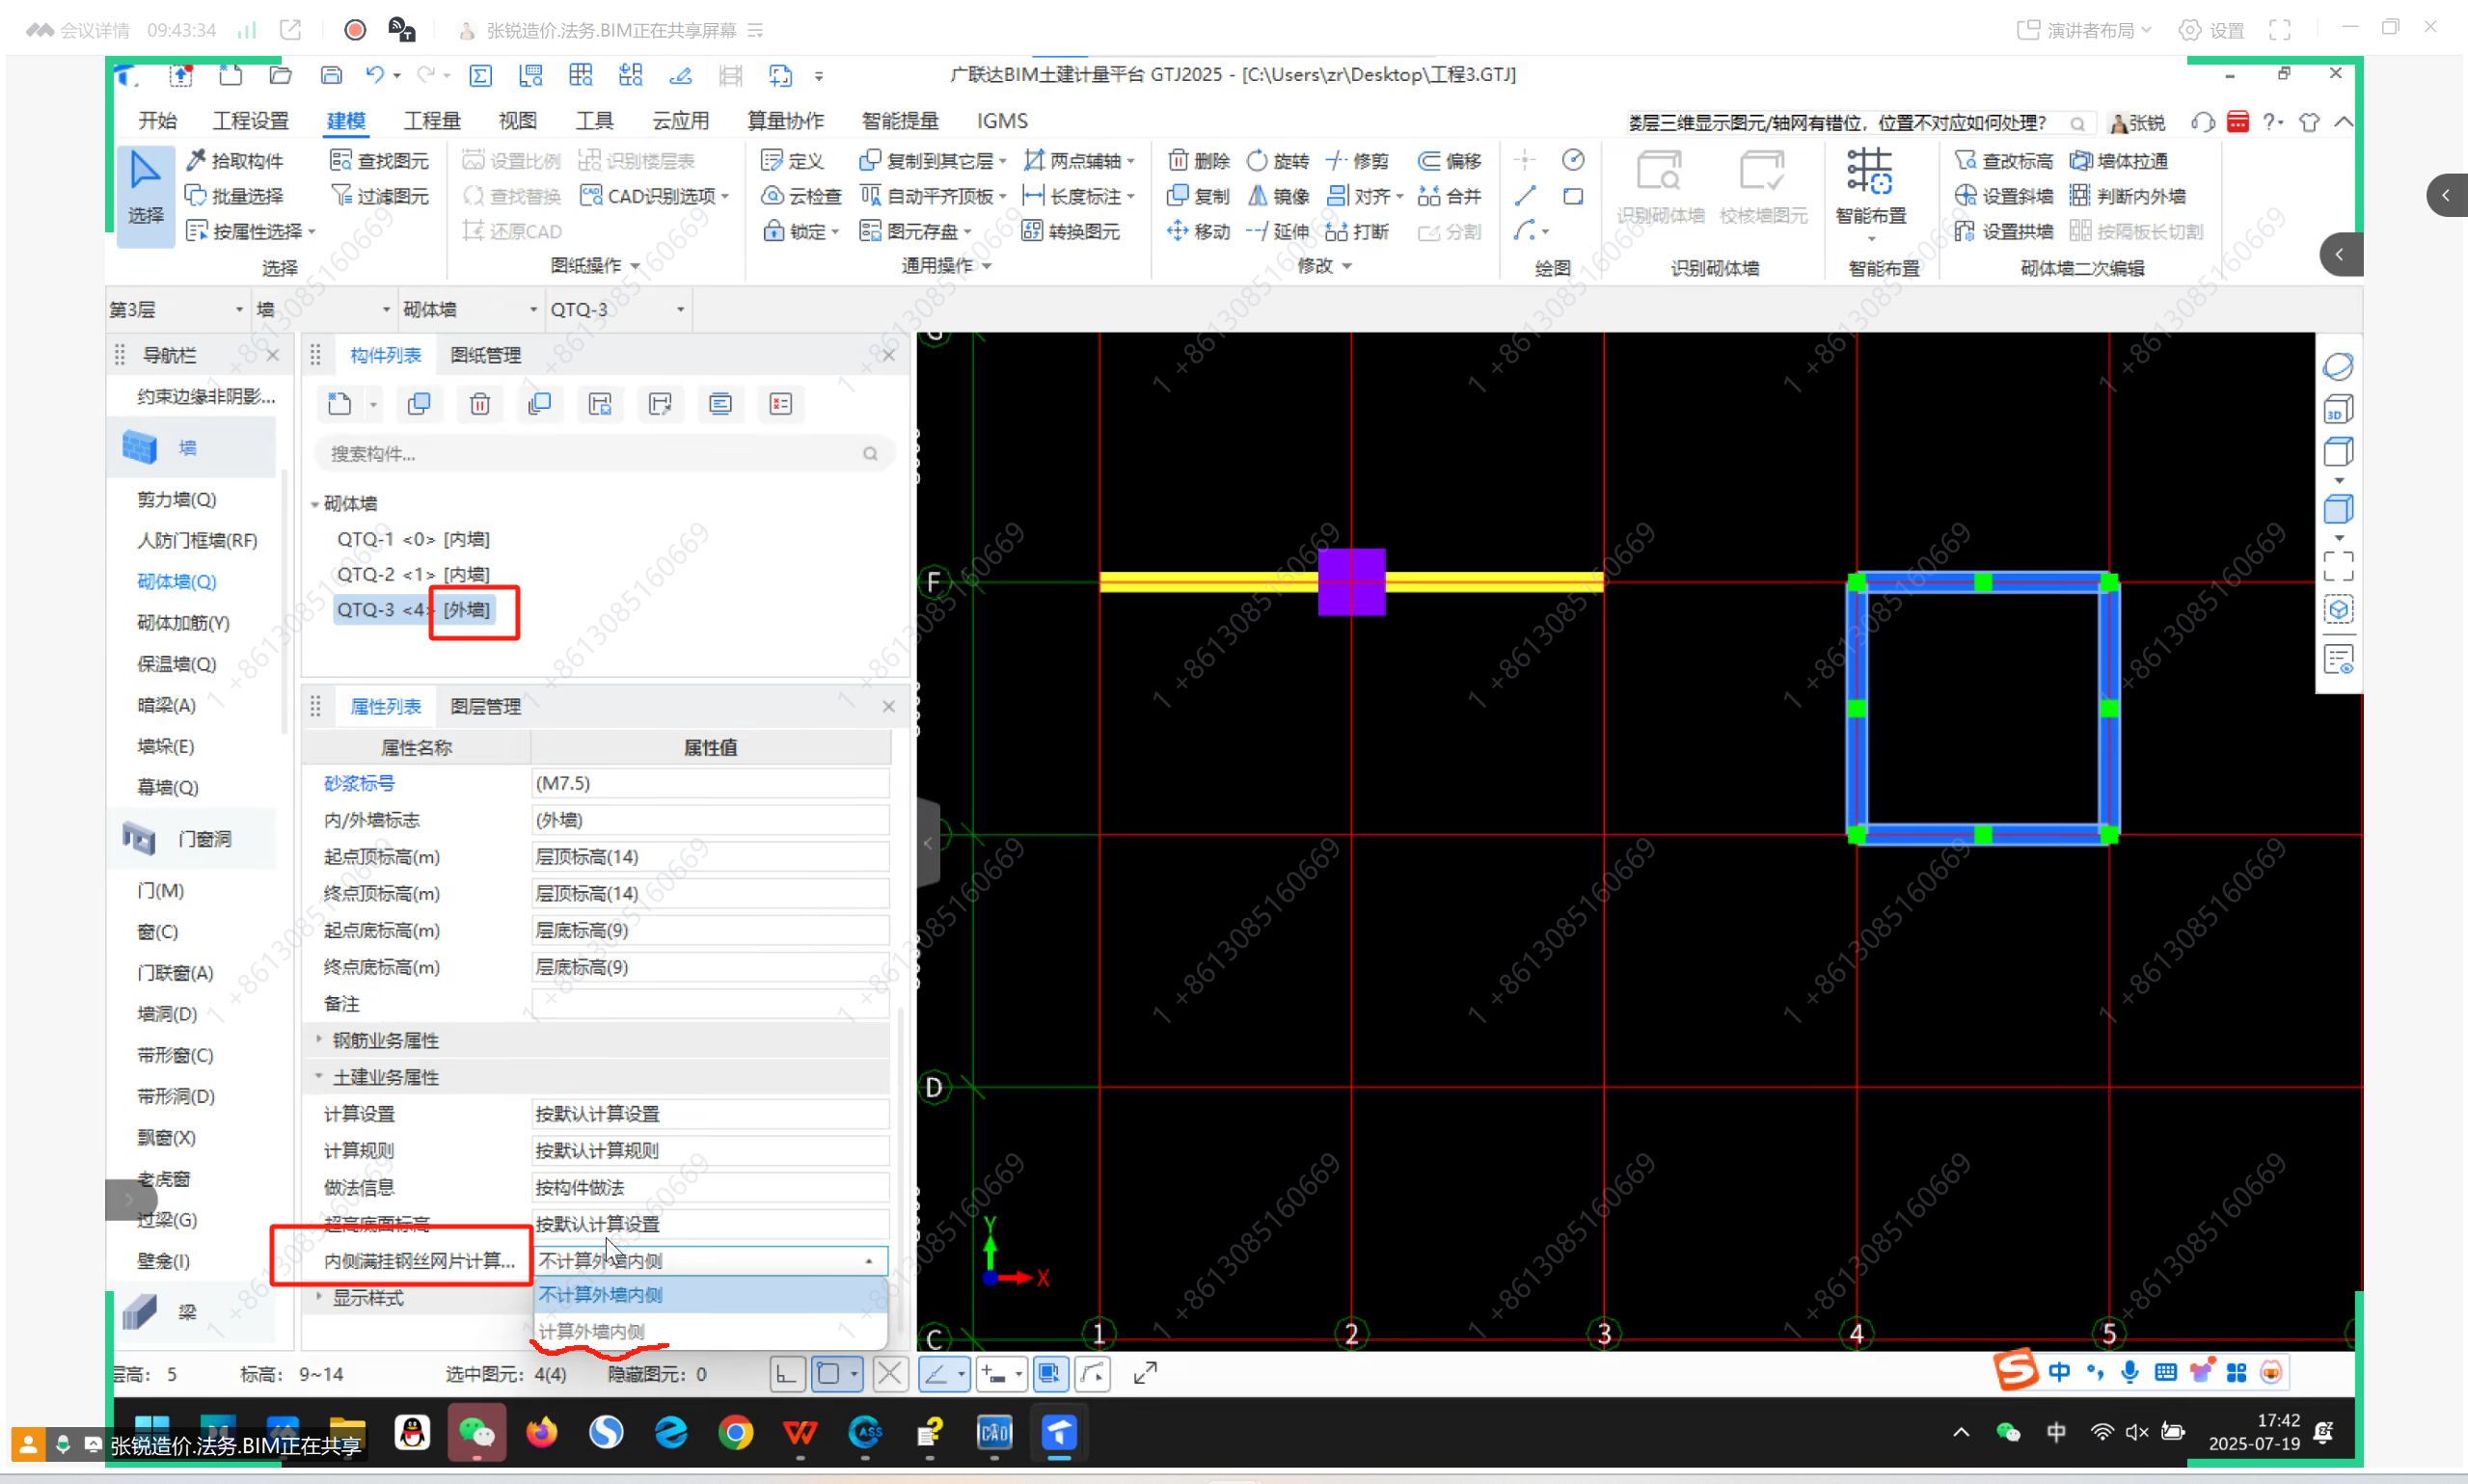 会议详情 09:43:34 张锐造价.法务.BIM正在共享屏幕 演讲者布局 设置
广联达BIM土建计量平台 GTJ2025 - [C:\Users\zr\Desktop\工程3.GTJ]
开始 工程设置 建模 工程量 视图 工具 云应用 算量协作 智能提量 IGMS 娄层三维显示图元/轴网有错位，位置不对应如何处理? 张锐
拾取构件 查找图元 设置比例 识别楼层表 定义 复制到其它层 两点辅轴 删除 旋转 修剪 偏移 查改标高 墙体拉通
选择 批量选择 过滤图元 查找替换 CAD识别选项 云检查 自动平齐顶板 长度标注 复制 镜像 对齐 合并 识别砌体墙 校核墙图元 智能布置 设置斜墙 判断内外墙
按属性选择 还原CAD 锁定 图元存盘 转换图元 移动 延伸 打断 分割 设置拱墙 按隔板长切割
选择 图纸操作 通用操作 修改 绘图 识别砌体墙 智能布置 砌体墙二次编辑
第3层 墙 砌体墙 QTQ-3
导航栏 构件列表 图纸管理
约束边缘非阴影...
墙
搜索构件...
剪力墙(Q)
人防门框墙(RF)
砌体墙(Q)
砌体加筋(Y)
保温墙(Q)
暗梁(A)
墙垛(E)
幕墙(Q)
门窗洞
门(M)
窗(C)
门联窗(A)
墙洞(D)
带形窗(C)
带形洞(D)
飘窗(X)
老虎窗
过梁(G)
壁龛(I)
梁
砌体墙
QTQ-1 <0> [内墙]
QTQ-2 <1> [内墙]
QTQ-3 <4> [外墙]
属性列表 图层管理
属性名称 属性值
砂浆标号 (M7.5)
内/外墙标志 (外墙)
起点顶标高(m) 层顶标高(14)
终点顶标高(m) 层顶标高(14)
起点底标高(m) 层底标高(9)
终点底标高(m) 层底标高(9)
备注
钢筋业务属性
土建业务属性
计算设置 按默认计算设置
计算规则 按默认计算规则
做法信息 按构件做法
超高底面标高 按默认计算设置
内侧满挂钢丝网片计算... 不计算外墙内侧
不计算外墙内侧
显示样式
计算外墙内侧
G
F
D
C
Y
X
1 2 3 4 5
3D
1 +8613085160669
层高: 5 标高: 9~14 选中图元: 4(4) 隐藏图元: 0
中
张锐造价.法务.BIM正在共享
CASS
CAD
中
17:42
2025-07-19